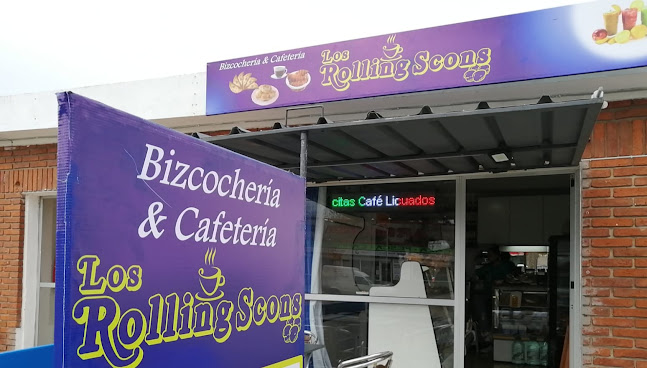 Bizcochería & Cafetería
Los
Rolling Scons
citas Café Licuados
Bizcochería
& Cafetería
Los
Rolling Scons